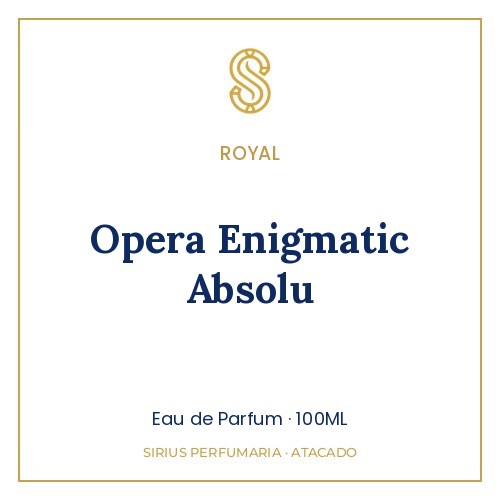 ROYAL
Opera Enigmatic
Absolu
Eau de Parfum · 100ML
SIRIUS PERFUMARIA · ATACADO